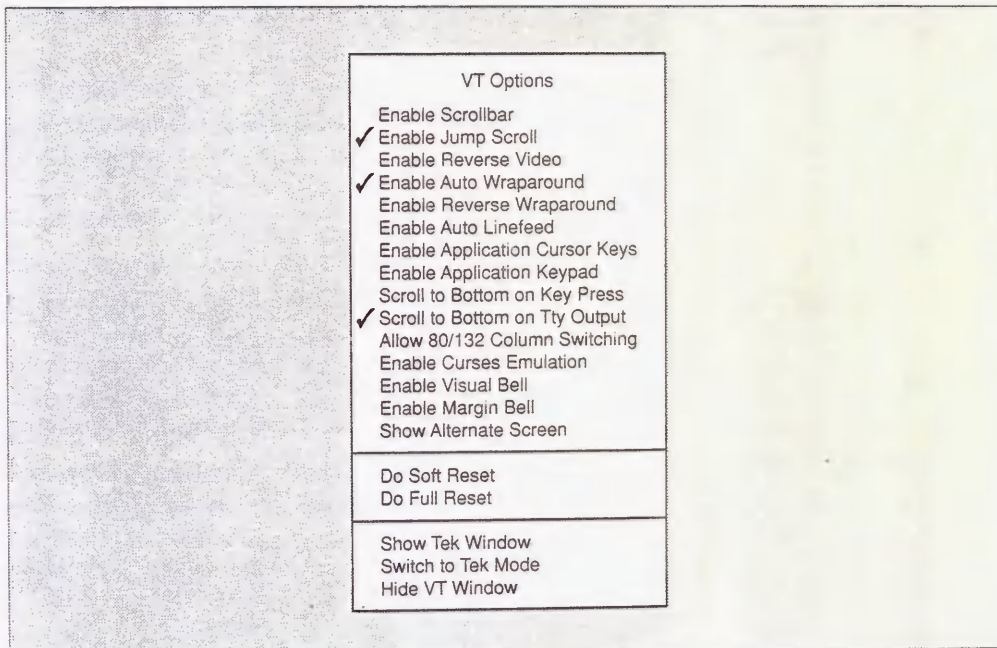 VT Options
Enable Scrollbar
✓ Enable Jump Scroll
Enable Reverse Video
✓ Enable Auto Wraparound
Enable Reverse Wraparound
Enable Auto Linefeed
Enable Application Cursor Keys
Enable Application Keypad
Scroll to Bottom on Key Press
✓ Scroll to Bottom on Tty Output
Allow 80/132 Column Switching
Enable Curses Emulation
Enable Visual Bell
Enable Margin Bell
Show Alternate Screen
Do Soft Reset
Do Full Reset
Show Tek Window
Switch to Tek Mode
Hide VT Window